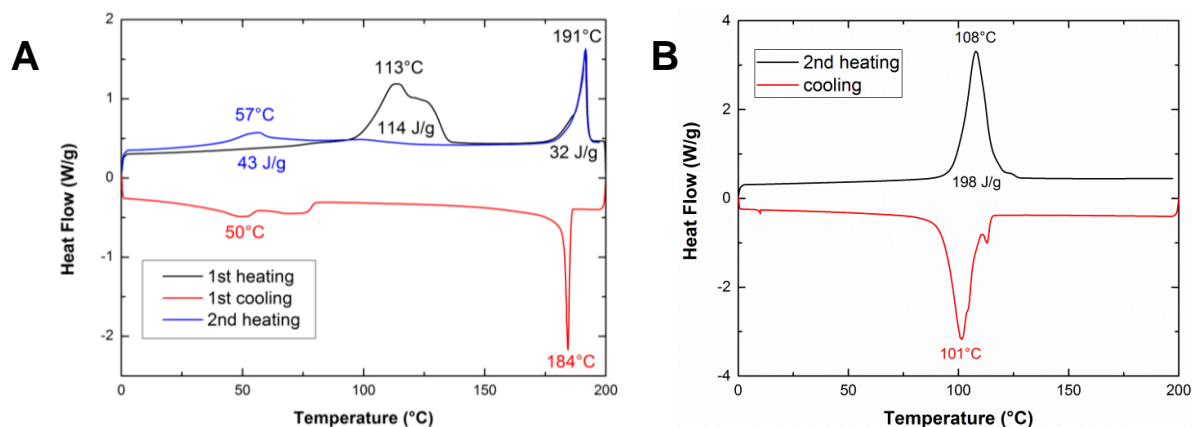 A
Heat Flow (W/g)
2
1
0
-1
-2
191°C
113°C
57°C
114 J/g
43 J/g
32 J/g
50°C
184°C
1st heating
1st cooling
2nd heating
0
50
100
150
200
Temperature (°C)
B
Heat Flow (W/g)
4
2
0
-2
-4
2nd heating
cooling
108°C
198 J/g
101°C
0
50
100
150
200
Temperature (°C)